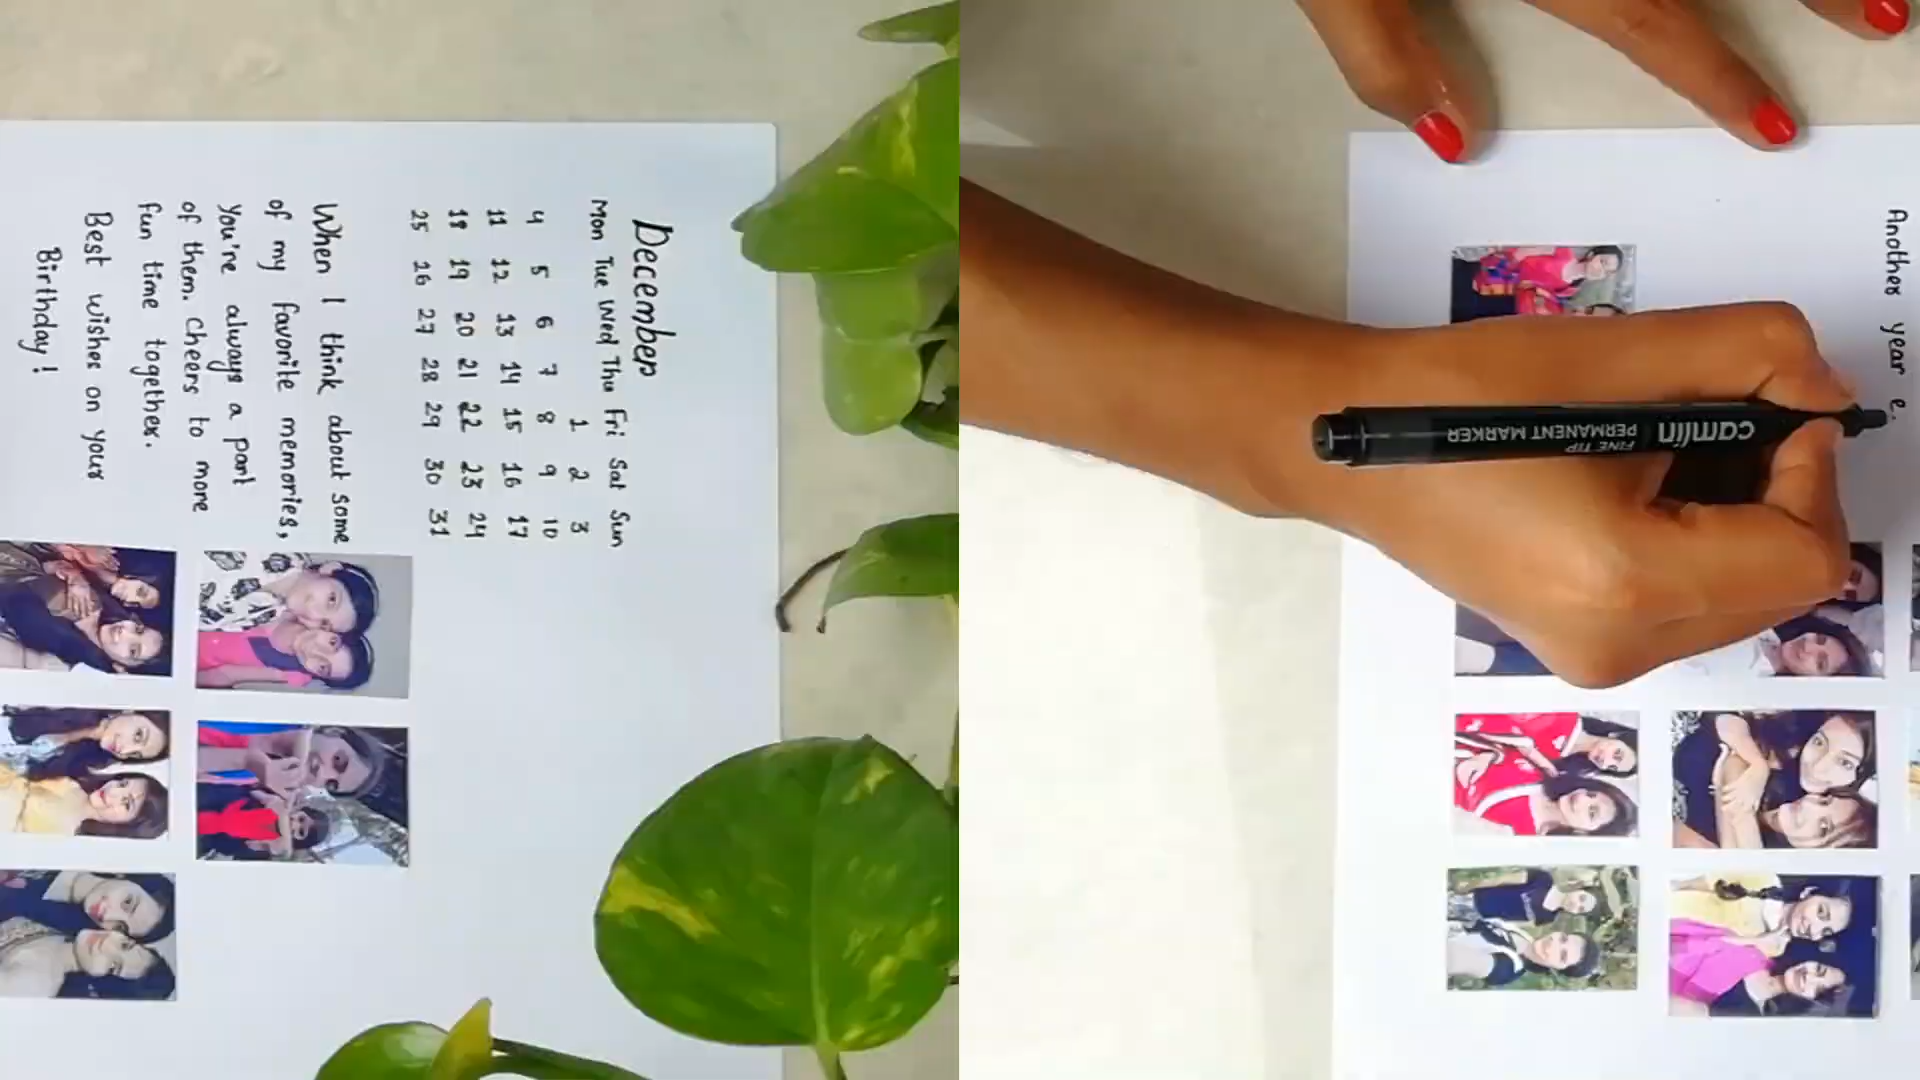 December
Mon Tue Wed Thu Fri Sat Sun
1 2 3
4 5 6 7 8 9 10
11 12 13 14 15 16 17
18 19 20 21 22 23 24
25 26 27 28 29 30 31
When I think about some
of my favorite memories,
You're always a part
of them. Cheers to more
fun time together.
Best wishes on your
Birthday!
Another year e
camlin
FINE TIP
PERMANENT MARKER